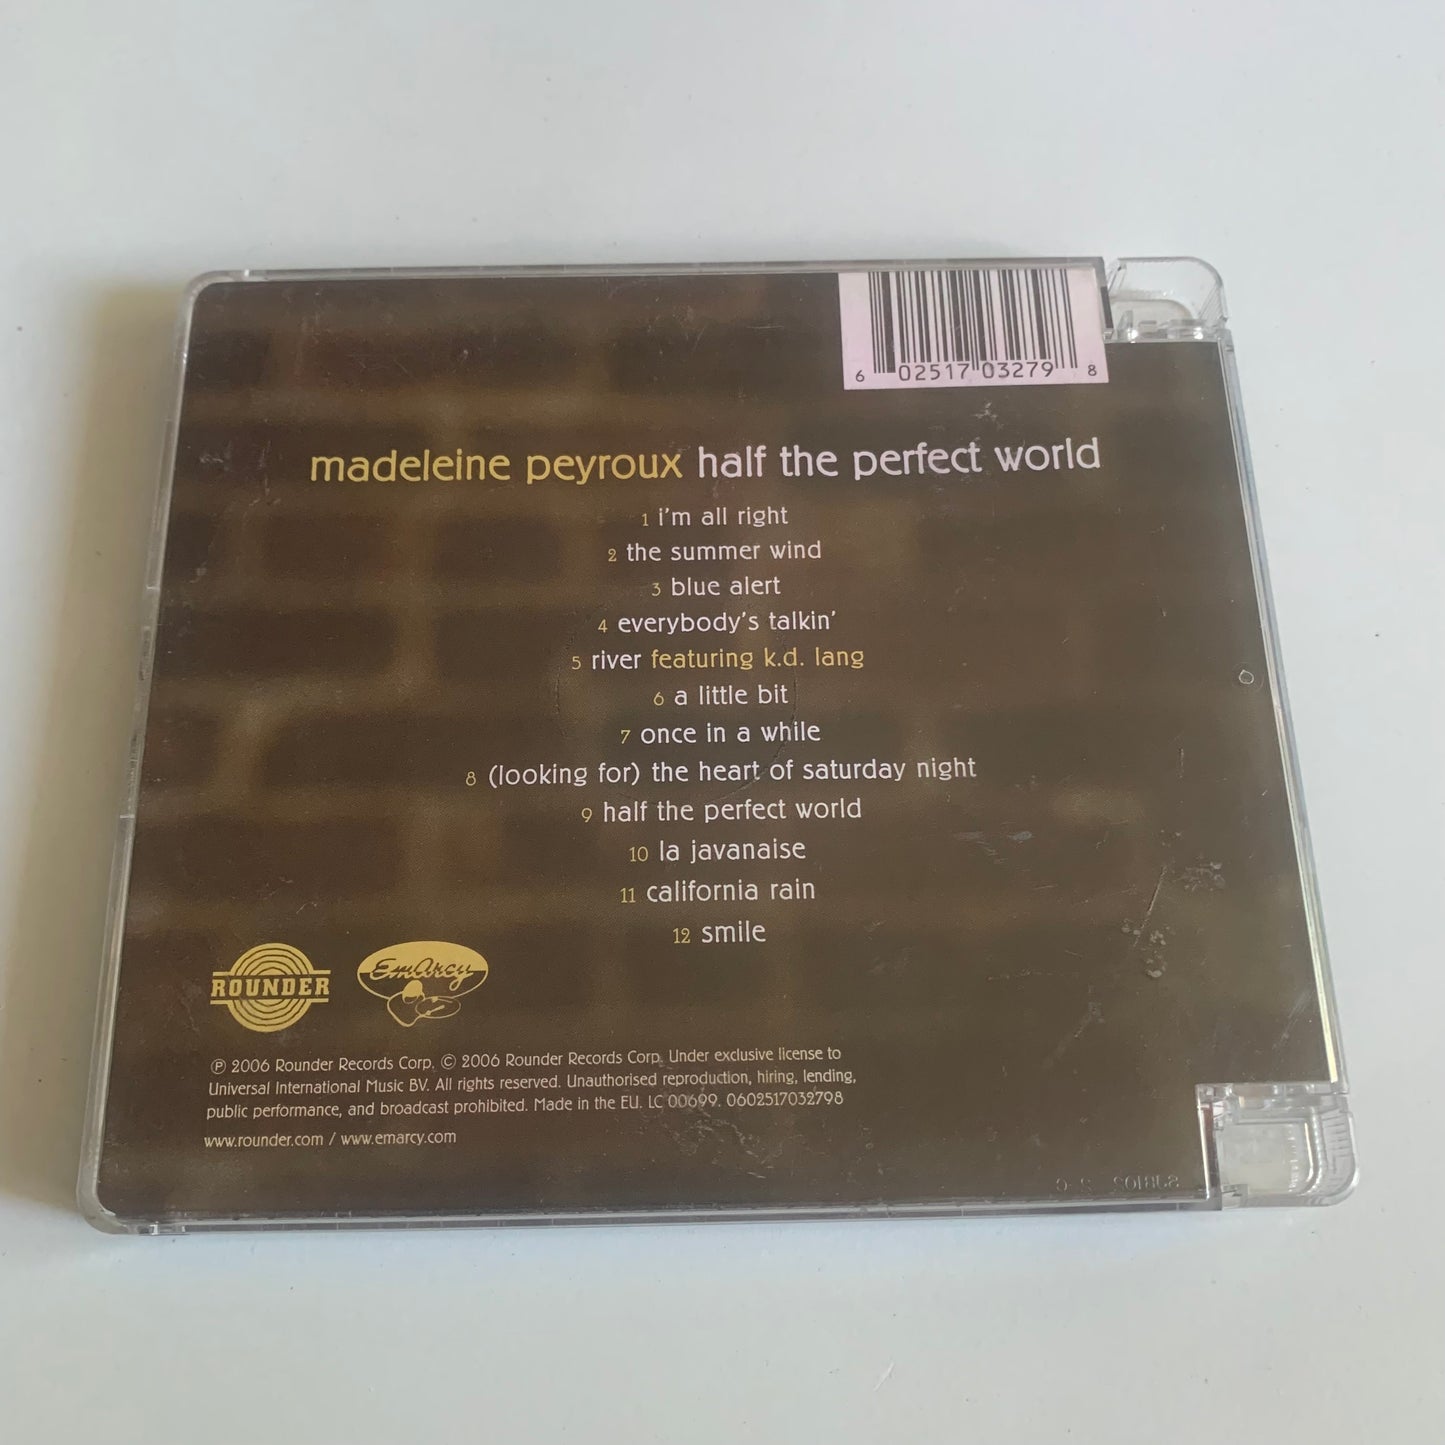 6 02517 03279 8
madeleine peyroux half the perfect world
1 i'm all right
2 the summer wind
3 blue alert
4 everybody's talkin'
5 river featuring k.d. lang
6 a little bit
7 once in a while
8 (looking for) the heart of saturday night
9 half the perfect world
10 la javanaise
11 california rain
12 smile
ROUNDER
EmArcy
℗ 2006 Rounder Records Corp. © 2006 Rounder Records Corp. Under exclusive license to
Universal International Music BV. All rights reserved. Unauthorised reproduction, hiring, lending,
public performance, and broadcast prohibited. Made in the EU. LC 00699. 0602517032798
www.rounder.com / www.emarcy.com